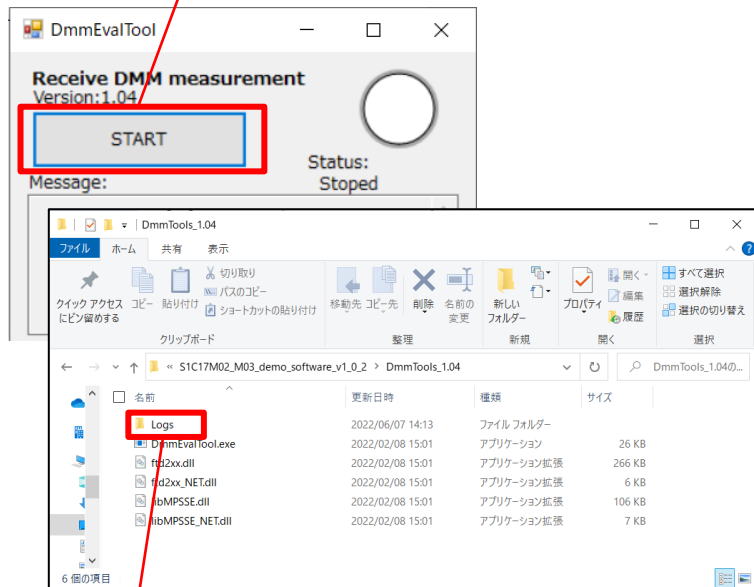 DmmEvalTool
Receive DMM measurement
Version:1.04
START
Status:
Stoped
Message:
DmmTools_1.04
ファイル ホーム 共有 表示
クイック アクセス
にピン留めする
コピー
貼り付け
切り取り
パスのコピー
ショートカットの貼り付け
クリップボード
移動先 コピー先 削除 名前の
変更
整理
新しい
フォルダー
新規
プロパティ
開く
編集
履歴
開く
すべて選択
選択解除
選択の切り替え
選択
« S1C17M02_M03_demo_software_v1_0_2 > DmmTools_1.04
DmmTools_1.04の...
名前 更新日時 種類 サイズ
Logs 2022/06/07 14:13 ファイル フォルダー
DmmEvalTool.exe 2022/02/08 15:01 アプリケーション 26 KB
ftd2xx.dll 2022/02/08 15:01 アプリケーション拡張 266 KB
ftd2xx_NET.dll 2022/02/08 15:01 アプリケーション拡張 6 KB
libMPSSE.dll 2022/02/08 15:01 アプリケーション拡張 106 KB
libMPSSE_NET.dll 2022/02/08 15:01 アプリケーション拡張 7 KB
6 個の項目